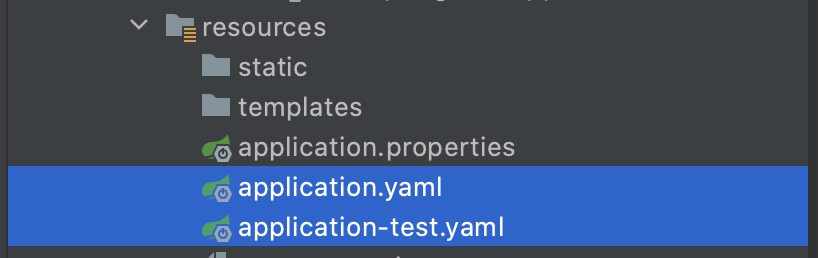 resources
static
templates
application.properties
application.yaml
application-test.yaml